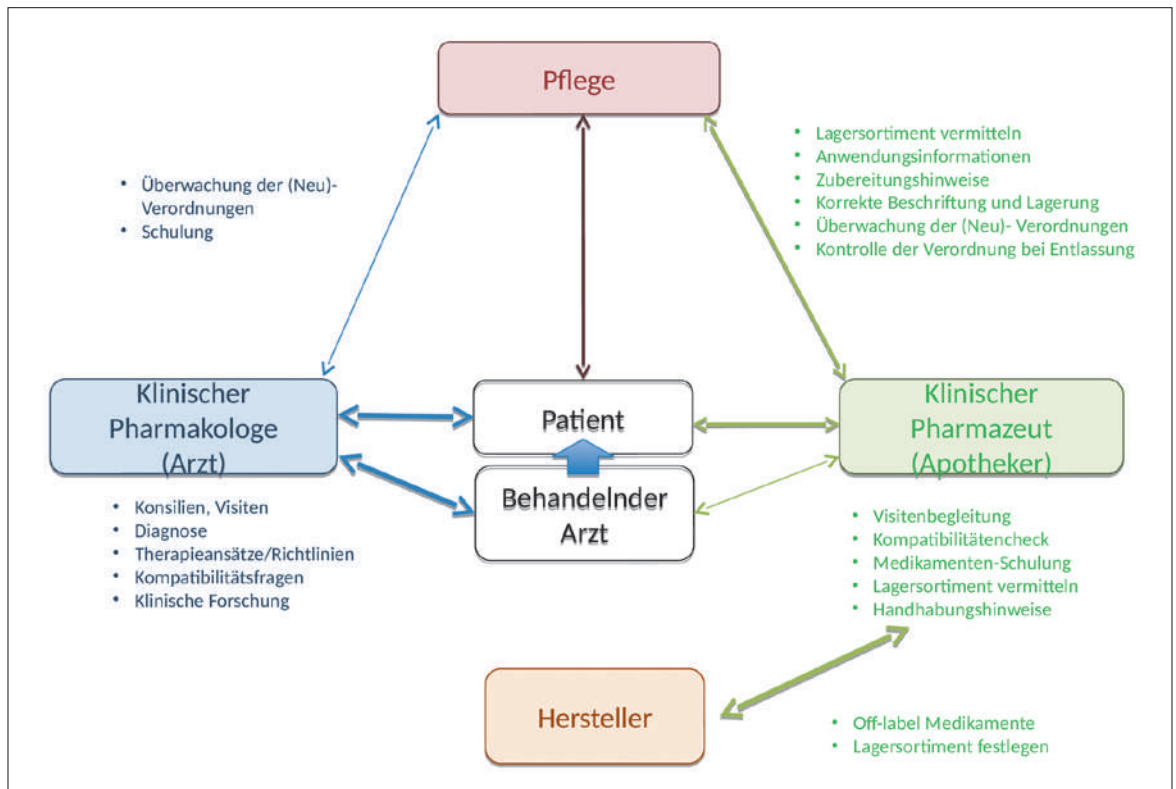 Pflege
• Überwachung der (Neu)-
Verordnungen
• Schulung
• Lagersortiment vermitteln
• Anwendungsinformationen
• Zubereitungshinweise
• Korrekte Beschriftung und Lagerung
• Überwachung der (Neu)- Verordnungen
• Kontrolle der Verordnung bei Entlassung
Klinischer
Pharmakologe
(Arzt)
Patient
Behandelnder
Arzt
Klinischer
Pharmazeut
(Apotheker)
• Konsilien, Visiten
• Diagnose
• Therapieansätze/Richtlinien
• Kompatibilitätsfragen
• Klinische Forschung
• Visitenbegleitung
• Kompatibilitätencheck
• Medikamenten-Schulung
• Lagersortiment vermitteln
• Handhabungshinweise
Hersteller
• Off-label Medikamente
• Lagersortiment festlegen